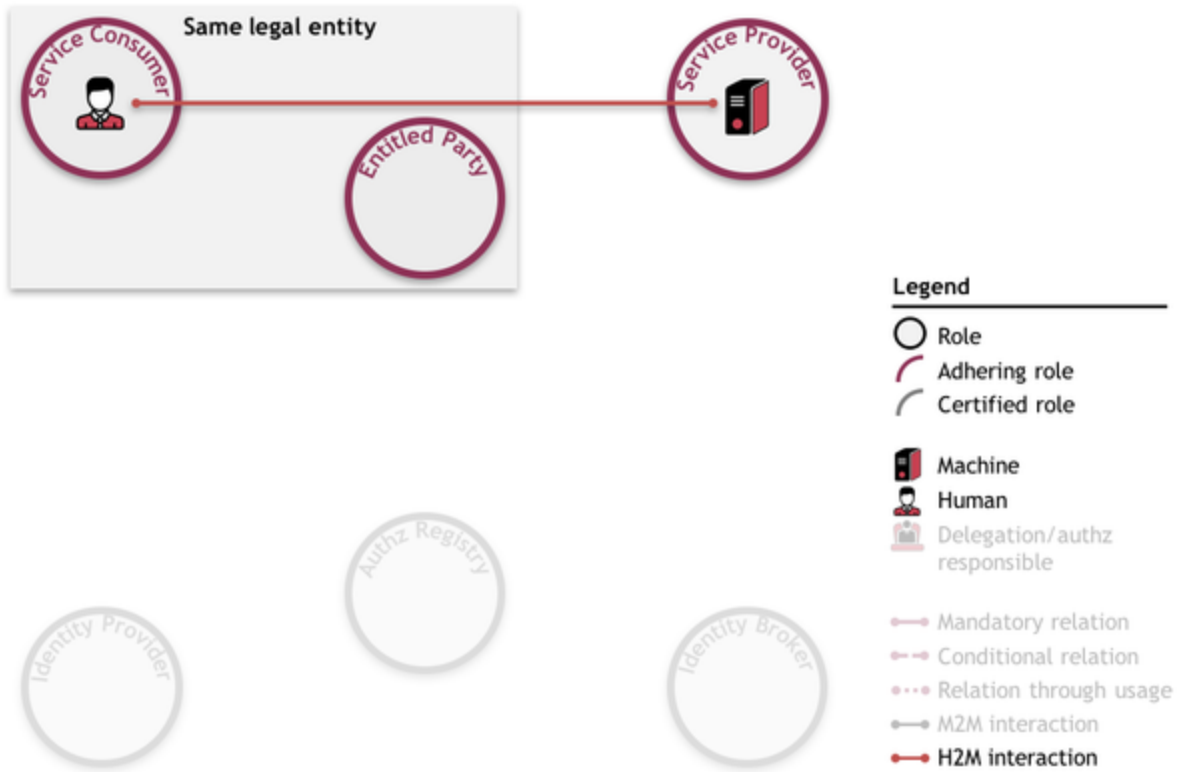 Same legal entity
Service Consumer
Service Provider
Entitled Party
Legend
Role
Adhering role
Certified role
Machine
Human
Delegation/authz
responsible
Authz Registry
Identity Provider
Identity Broker
Mandatory relation
Conditional relation
Relation through usage
M2M interaction
H2M interaction